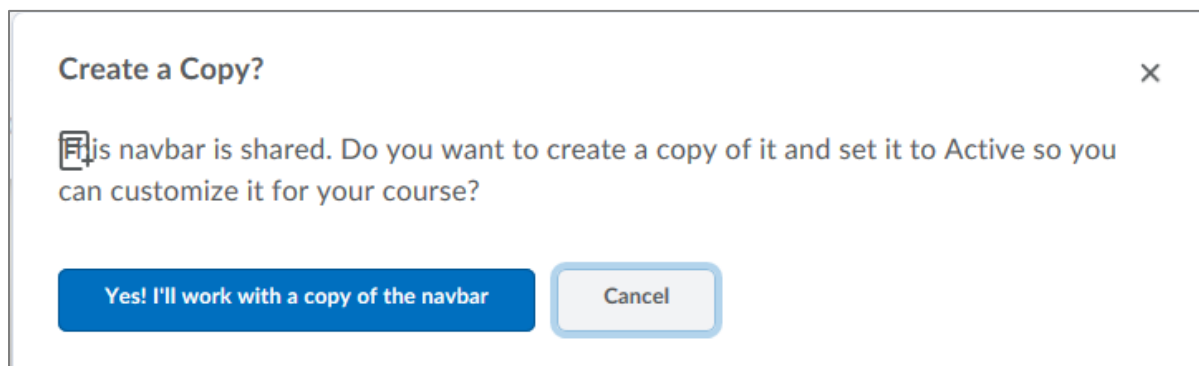 Create a Copy?
This navbar is shared. Do you want to create a copy of it and set it to Active so you
can customize it for your course?
Yes! I'll work with a copy of the navbar
Cancel